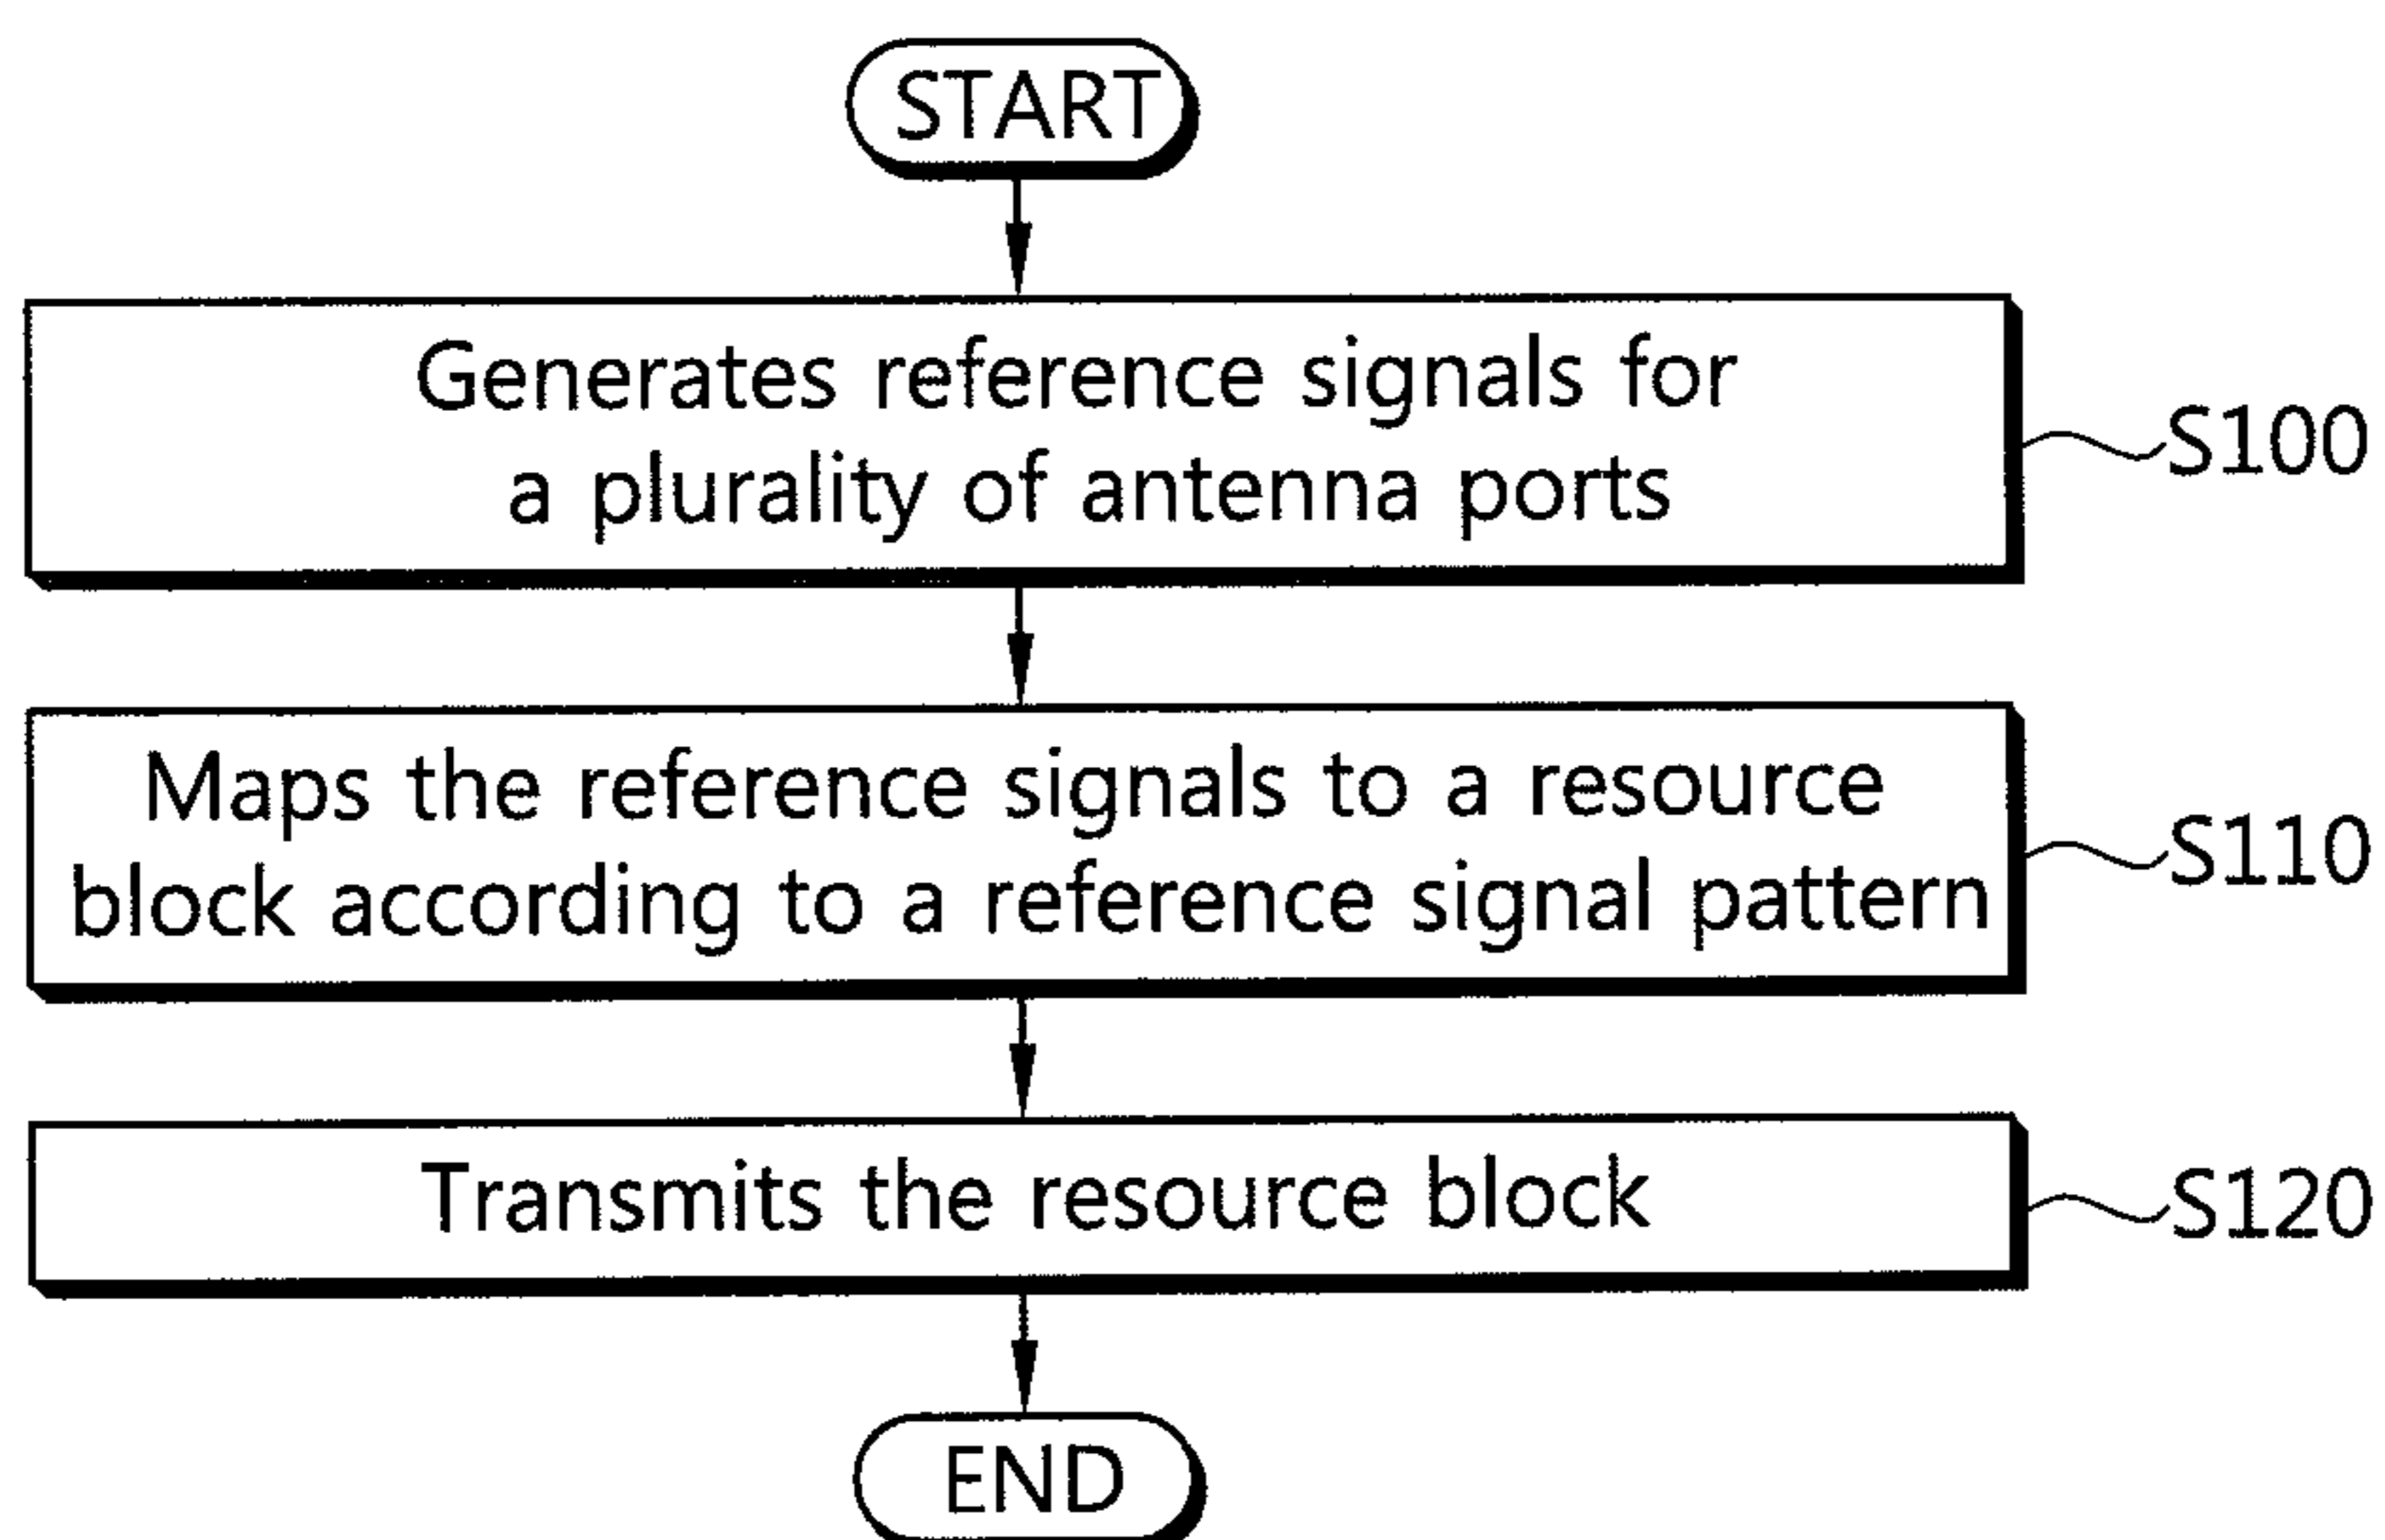 START
Generates reference signals for
a plurality of antenna ports
S100
Maps the reference signals to a resource
block according to a reference signal pattern
S110
Transmits the resource block
S120
END